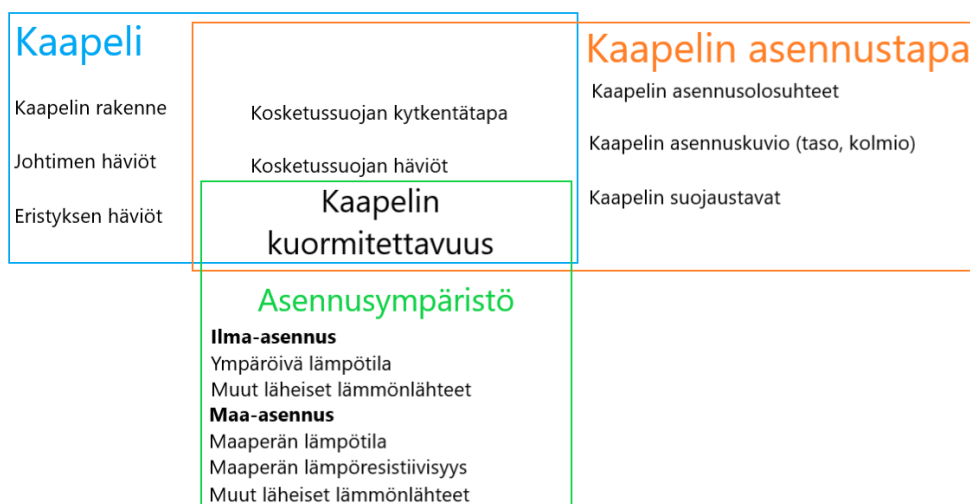 Kaapeli
Kaapelin rakenne
Johtimen häviöt
Eristyksen häviöt
Kosketussuojan kytkentätapa
Kosketussuojan häviöt
Kaapelin asennustapa
Kaapelin asennusolosuhteet
Kaapelin asennuskuvio (taso, kolmio)
Kaapelin suojaustavat
Kaapelin
kuormitettavuus
Asennusympäristö
Ilma-asennus
Ympäröivä lämpötila
Muut läheiset lämmönlähteet
Maa-asennus
Maaperän lämpötila
Maaperän lämpöresistiivisyys
Muut läheiset lämmönlähteet